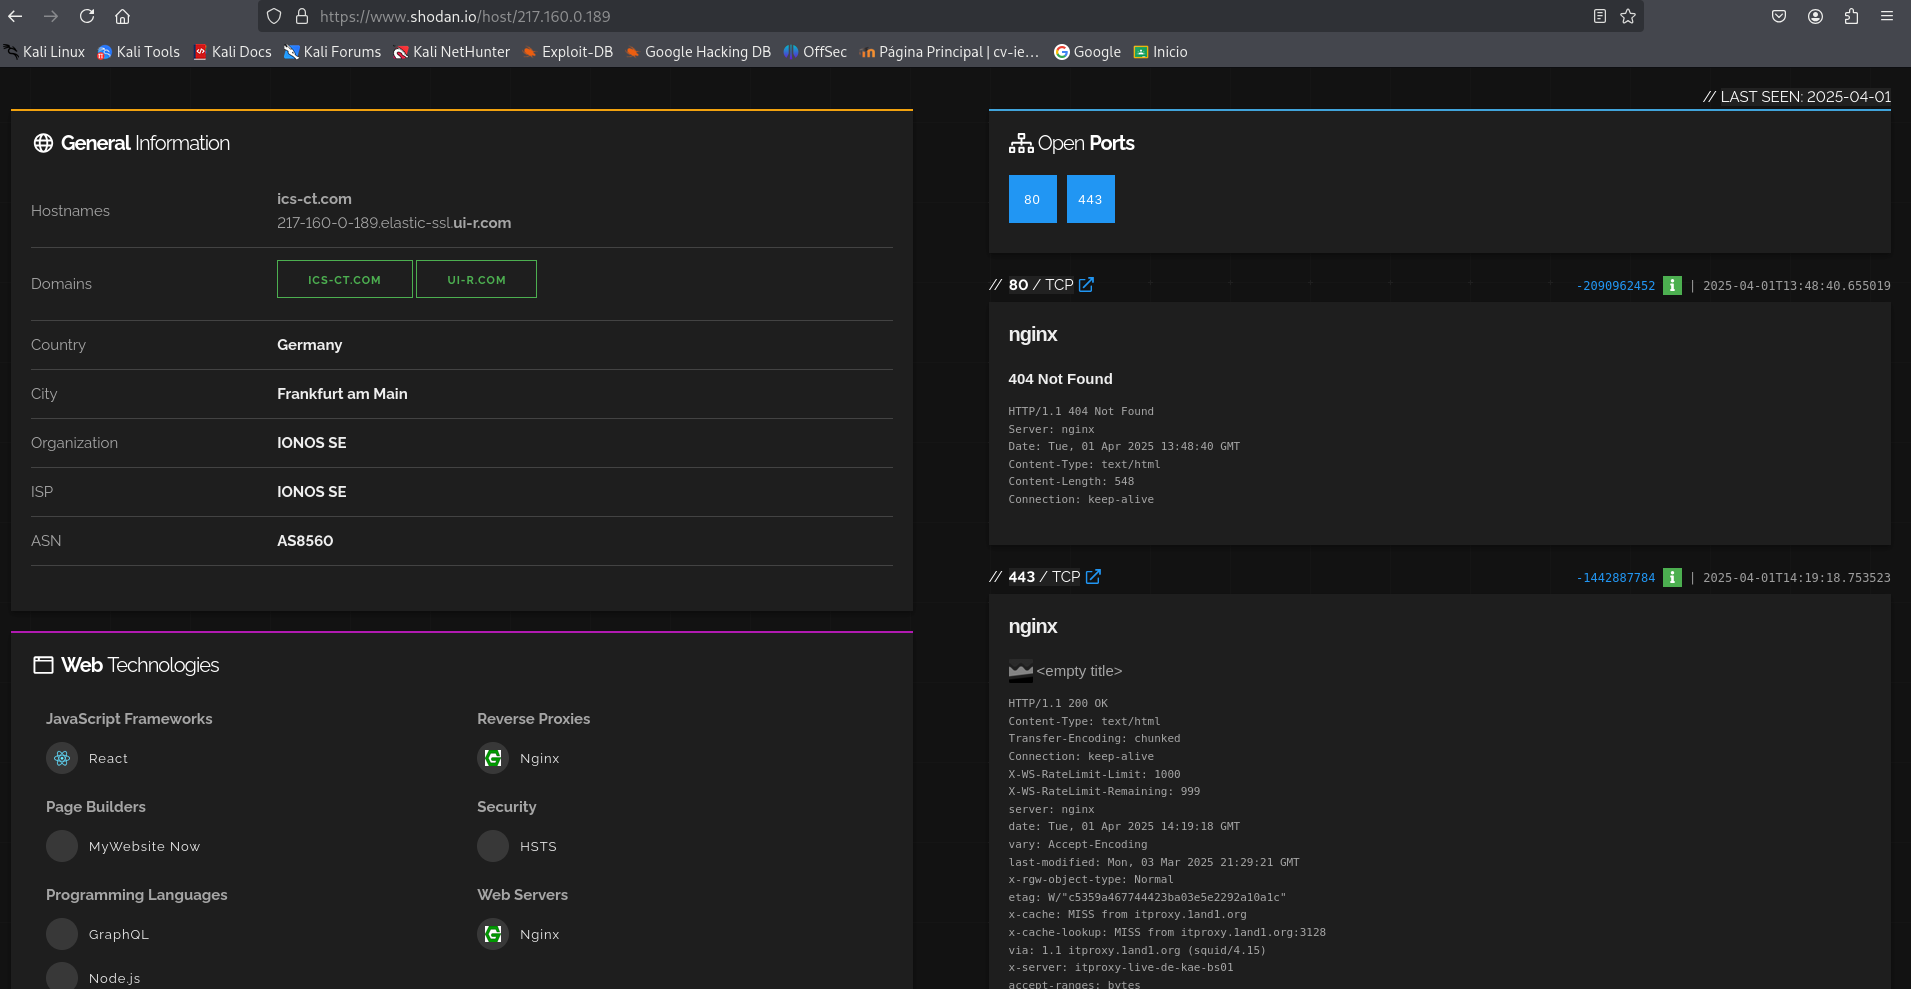 https://www.shodan.io/host/217.160.0.189
Kali Linux Kali Tools Kali Docs Kali Forums Kali NetHunter Exploit-DB Google Hacking DB OffSec Página Principal | cv-ie… Google Inicio
// LAST SEEN: 2025-04-01
General Information
Hostnames
ics-ct.com
217-160-0-189.elastic-ssl.ui-r.com
Domains
ICS-CT.COM UI-R.COM
Country Germany
City Frankfurt am Main
Organization IONOS SE
ISP IONOS SE
ASN AS8560
Web Technologies
JavaScript Frameworks
React
Page Builders
MyWebsite Now
Programming Languages
GraphQL
Node.js
Reverse Proxies
Nginx
Security
HSTS
Web Servers
Nginx
Open Ports
80 443
// 80 / TCP
-2090962452 | 2025-04-01T13:48:40.655019
nginx
404 Not Found
HTTP/1.1 404 Not Found
Server: nginx
Date: Tue, 01 Apr 2025 13:48:40 GMT
Content-Type: text/html
Content-Length: 548
Connection: keep-alive
// 443 / TCP
-1442887784 | 2025-04-01T14:19:18.753523
nginx
<empty title>
HTTP/1.1 200 OK
Content-Type: text/html
Transfer-Encoding: chunked
Connection: keep-alive
X-WS-RateLimit-Limit: 1000
X-WS-RateLimit-Remaining: 999
server: nginx
date: Tue, 01 Apr 2025 14:19:18 GMT
vary: Accept-Encoding
last-modified: Mon, 03 Mar 2025 21:29:21 GMT
x-rgw-object-type: Normal
etag: W/"c5359a467744423ba03e5e2292a10a1c"
x-cache: MISS from itproxy.1and1.org
x-cache-lookup: MISS from itproxy.1and1.org:3128
via: 1.1 itproxy.1and1.org (squid/4.15)
x-server: itproxy-live-de-kae-bs01
accept-ranges: bytes